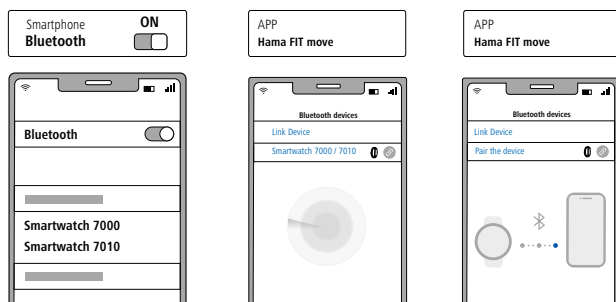 Smartphone
Bluetooth
ON
APP
Hama FIT move
APP
Hama FIT move
Bluetooth
Smartwatch 7000
Smartwatch 7010
Bluetooth devices
Link Device
Smartwatch 7000 / 7010
Bluetooth devices
Link Device
Pair the device